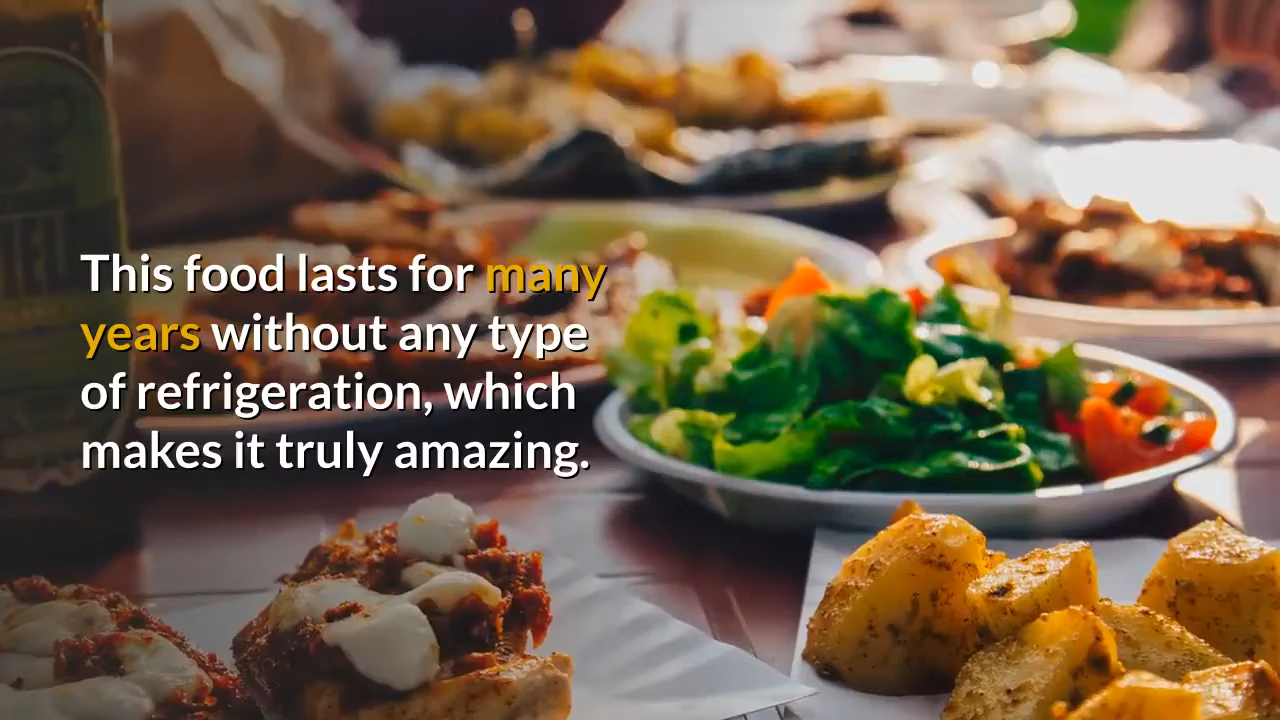 This food lasts for many
years without any type
of refrigeration, which
makes it truly amazing.